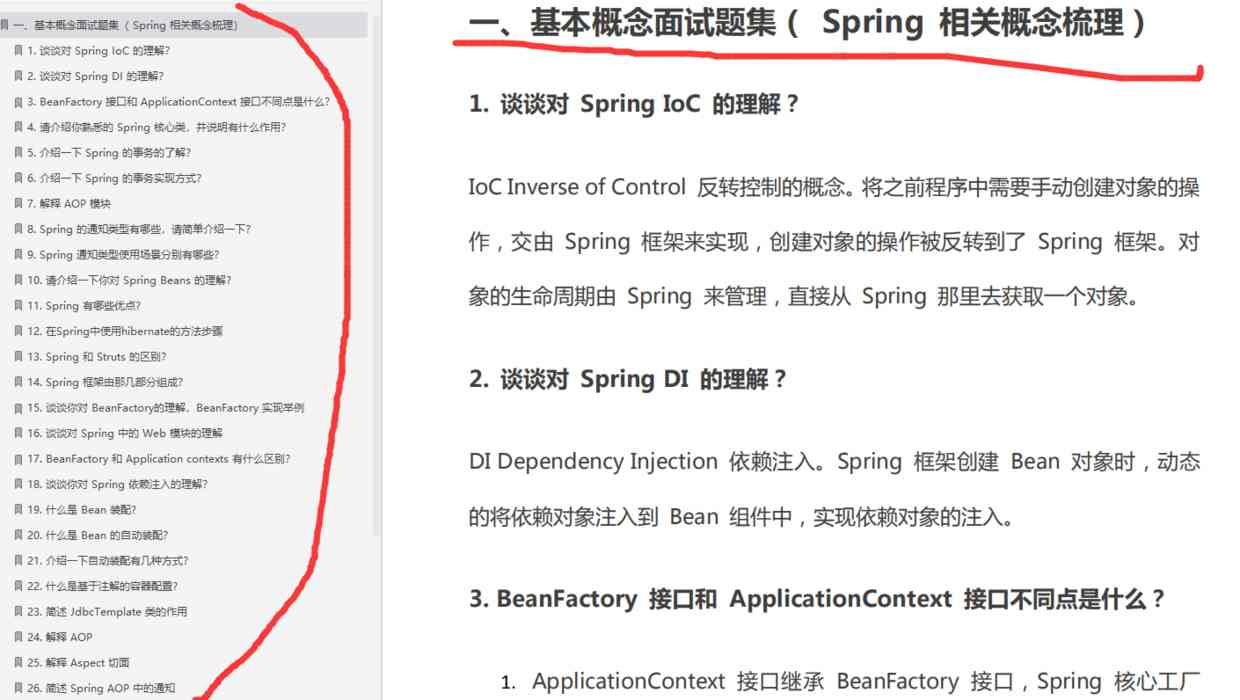 一、基本概念面试题集（ Spring 相关概念梳理）
1. 谈谈对 Spring IoC 的理解?
2. 谈谈对 Spring DI 的理解?
3. BeanFactory 接口和 ApplicationContext 接口不同点是什么?
4. 请介绍你熟悉的 Spring 核心类，并说明有什么作用?
5. 介绍一下 Spring 的事务的了解?
6. 介绍一下 Spring 的事务实现方式?
7. 解释 AOP 模块
8. Spring 的通知类型有哪些，请简单介绍一下?
9. Spring 通知类型使用场景分别有哪些?
10. 请介绍一下你对 Spring Beans 的理解?
11. Spring 有哪些优点?
12. 在Spring中使用hibernate的方法步骤
13. Spring 和 Struts 的区别?
14. Spring 框架由那几部分组成?
15. 谈谈你对 BeanFactory的理解，BeanFactory 实现举例
16. 谈谈对 Spring 中的 Web 模块的理解
17. BeanFactory 和 Application contexts 有什么区别?
18. 谈谈你对 Spring 依赖注入的理解?
19. 什么是 Bean 装配?
20. 什么是 Bean 的自动装配?
21. 介绍一下自动装配有几种方式?
22. 什么是基于注解的容器配置?
23. 简述 JdbcTemplate 类的作用
24. 解释 AOP
25. 解释 Aspect 切面
26. 简述 Spring AOP 中的通知
一、基本概念面试题集（ Spring 相关概念梳理）
1. 谈谈对 Spring IoC 的理解？
IoC Inverse of Control 反转控制的概念。将之前程序中需要手动创建对象的操
作，交由 Spring 框架来实现，创建对象的操作被反转到了 Spring 框架。对
象的生命周期由 Spring 来管理，直接从 Spring 那里去获取一个对象。
2. 谈谈对 Spring DI 的理解？
DI Dependency Injection 依赖注入。Spring 框架创建 Bean 对象时，动态
的将依赖对象注入到 Bean 组件中，实现依赖对象的注入。
3. BeanFactory 接口和 ApplicationContext 接口不同点是什么？
1. ApplicationContext 接口继承 BeanFactory 接口，Spring 核心工厂